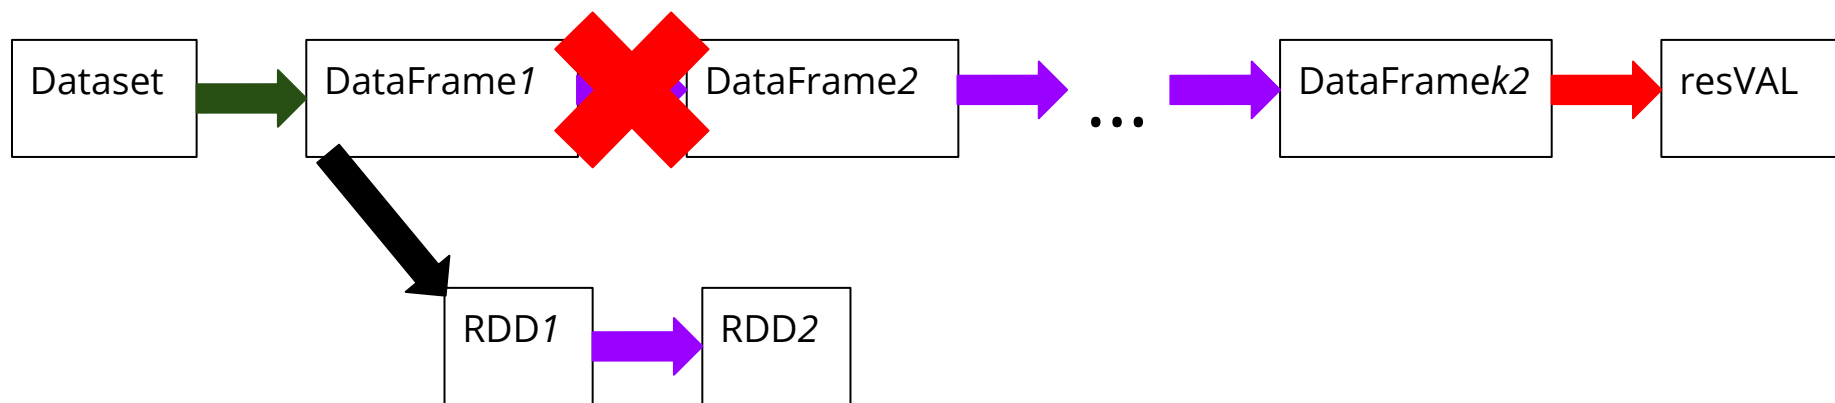 Dataset
DataFrame1
DataFrame2
...
DataFramek2
resVAL
RDD1
RDD2